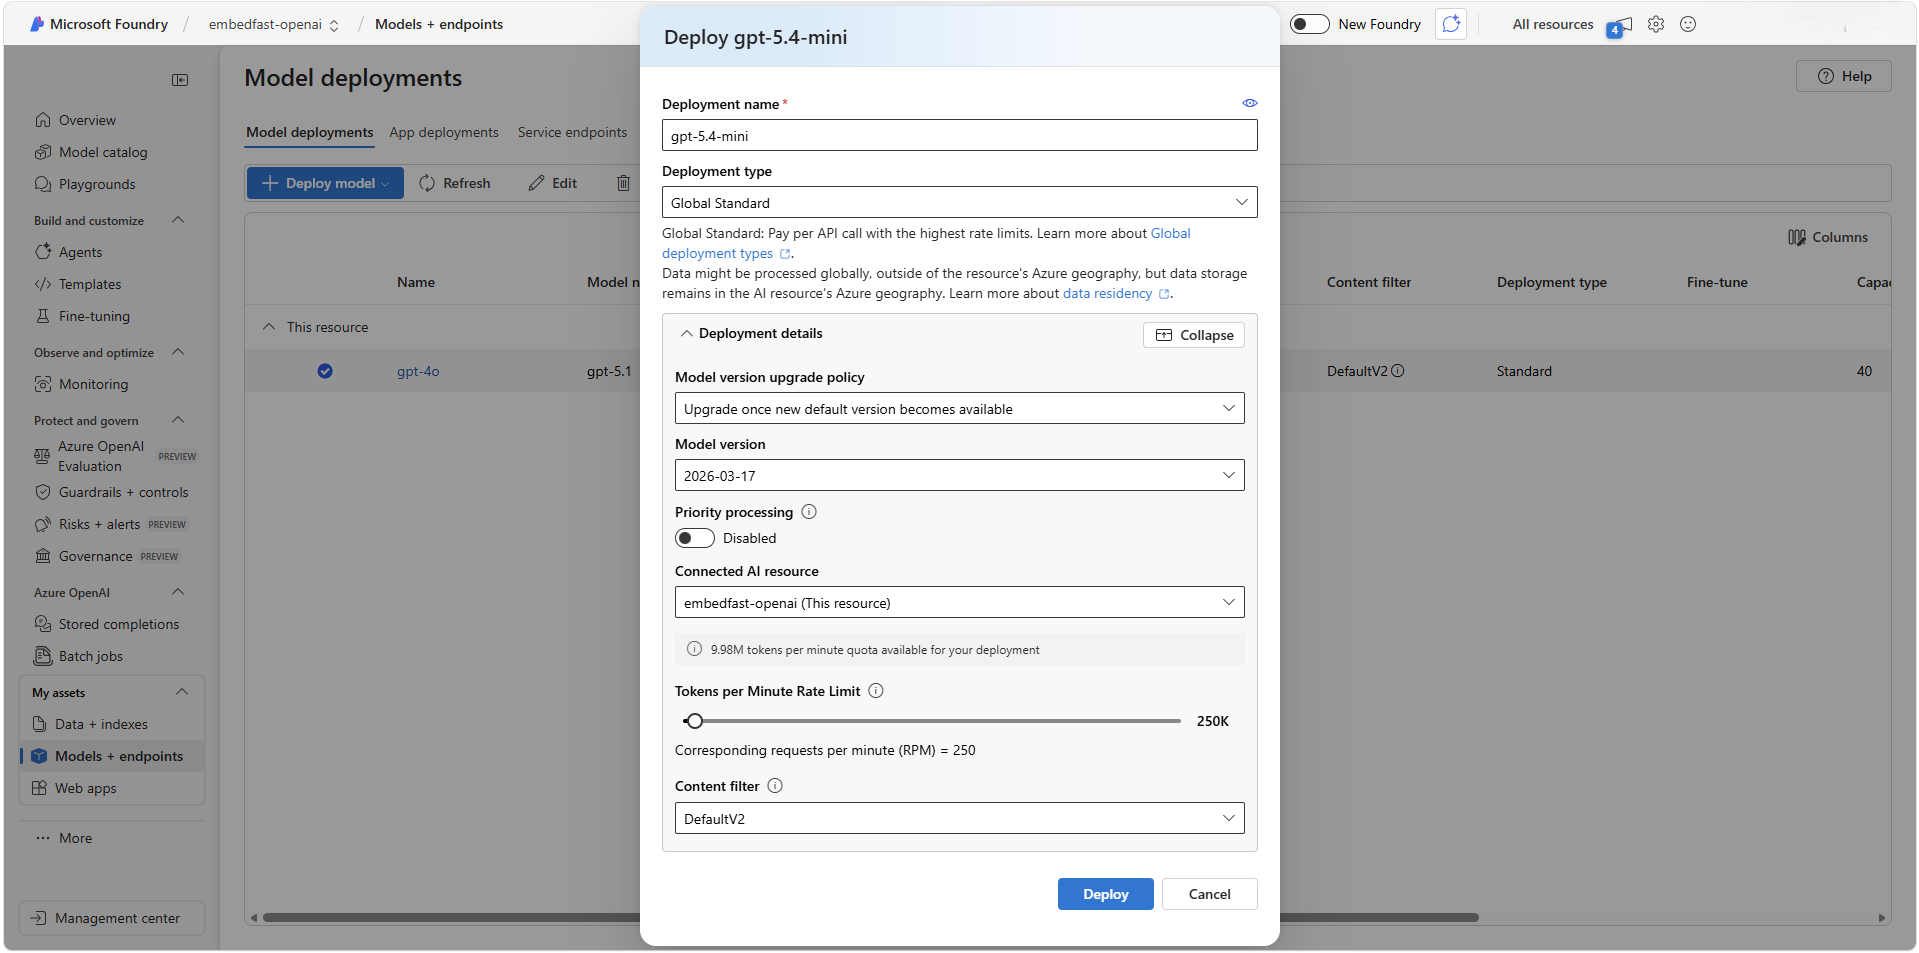 Microsoft Foundry / embedfast-openai / Models + endpoints
New Foundry
All resources
4
Overview
Model catalog
Playgrounds
Build and customize
Agents
Templates
Fine-tuning
Observe and optimize
Monitoring
Protect and govern
Azure OpenAI
Evaluation
PREVIEW
Guardrails + controls
Risks + alerts PREVIEW
Governance PREVIEW
Azure OpenAI
Stored completions
Batch jobs
My assets
Data + indexes
Models + endpoints
Web apps
More
Management center
Model deployments
Help
Model deployments App deployments Service endpoints
Deploy model Refresh Edit
Columns
Name Model n Content filter Deployment type Fine-tune Capac
This resource
gpt-4o gpt-5.1 DefaultV2 Standard 40
Deploy gpt-5.4-mini
Deployment name *
gpt-5.4-mini
Deployment type
Global Standard
Global Standard: Pay per API call with the highest rate limits. Learn more about Global
deployment types .
Data might be processed globally, outside of the resource's Azure geography, but data storage
remains in the AI resource's Azure geography. Learn more about data residency .
Deployment details
Collapse
Model version upgrade policy
Upgrade once new default version becomes available
Model version
2026-03-17
Priority processing
Disabled
Connected AI resource
embedfast-openai (This resource)
9.98M tokens per minute quota available for your deployment
Tokens per Minute Rate Limit
250K
Corresponding requests per minute (RPM) = 250
Content filter
DefaultV2
Deploy
Cancel